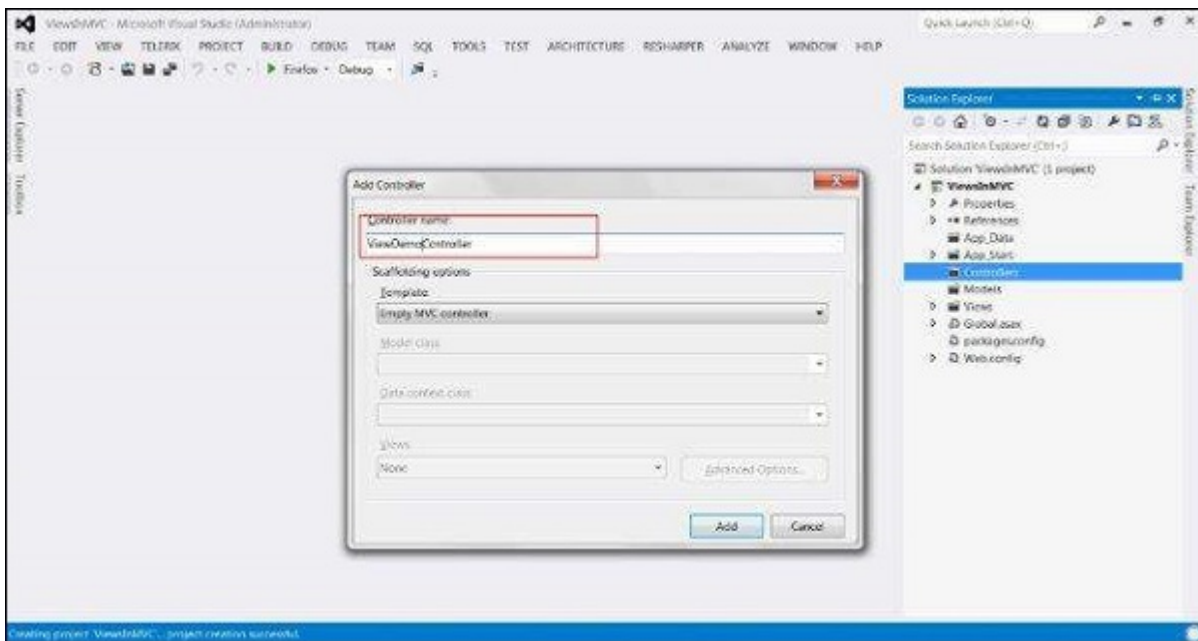 ViewsInMVC - Microsoft Visual Studio (Administrator)
Quick Launch (Ctrl+Q)
FILE EDIT VIEW TELERIK PROJECT BUILD DEBUG TEAM SQL TOOLS TEST ARCHITECTURE RESHARPER ANALYZE WINDOW HELP
Firefox Debug
Server Explorer Toolbox
Add Controller
Controller name:
ViewDemoController
Scaffolding options
Template:
Empty MVC controller
Model class:
Data context class:
Views:
None
Advanced Options...
Add Cancel
Solution Explorer
Search Solution Explorer (Ctrl+;)
Solution 'ViewsInMVC' (1 project)
ViewsInMVC
Properties
References
App_Data
App_Start
Controllers
Models
Views
Global.asax
packages.config
Web.config
Solution Explorer Team Explorer
Creating project 'ViewsInMVC'... project creation successful.